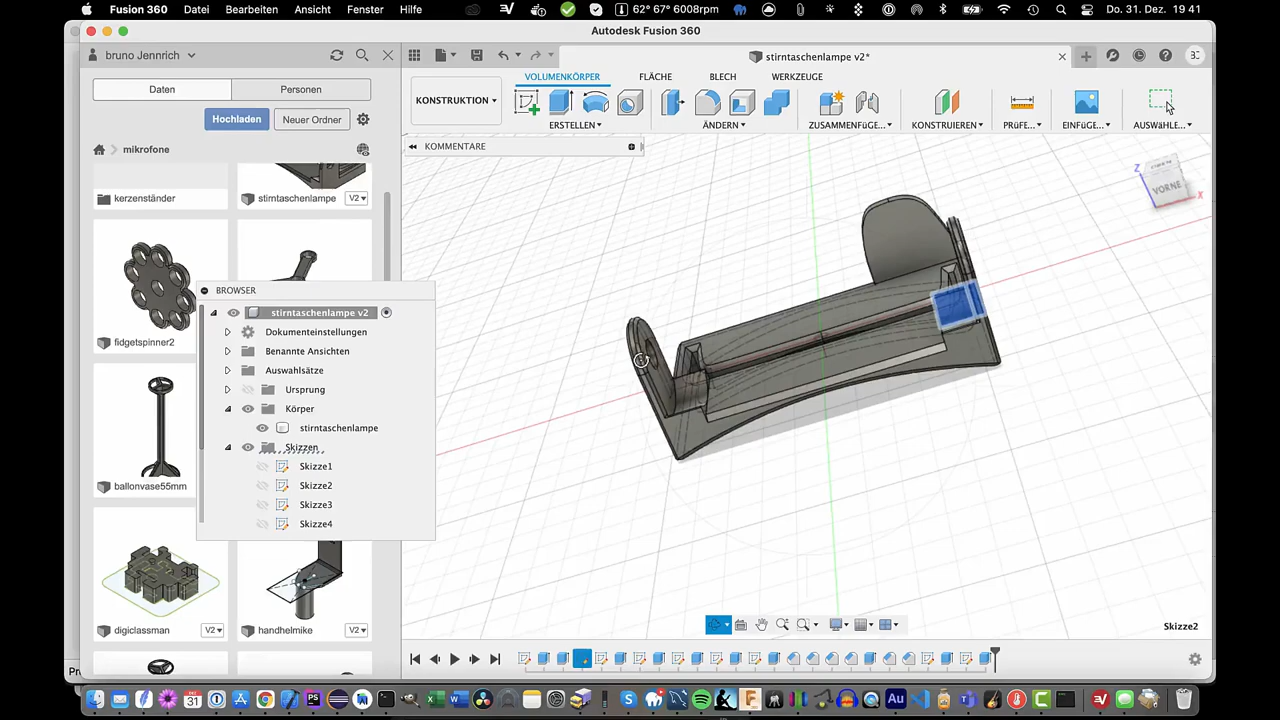 Fusion 360 Datei Bearbeiten Ansicht Fenster Hilfe 62° 67° 6008rpm Do. 31. Dez. 19 41
Autodesk Fusion 360
bruno Jennrich
stirntaschenlampe v2*
Daten Personen
Hochladen Neuer Ordner
mikrofone
kerzenständer
stirntaschenlampe V2
fidgetspinner2
ballonvase55mm
digiclassman V2
handhelmike V2
KONSTRUKTION
VOLUMENKÖRPER FLÄCHE BLECH WERKZEUGE
ERSTELLEN ÄNDERN ZUSAMMENFüGE... KONSTRUIEREN PRüFE... EINFüGE... AUSWäHLE...
KOMMENTARE
BROWSER
stirntaschenlampe v2
Dokumenteinstellungen
Benannte Ansichten
Auswahlsätze
Ursprung
Körper
stirntaschenlampe
Skizzen
Skizze1
Skizze2
Skizze3
Skizze4
Z
VORNE
X
Skizze2